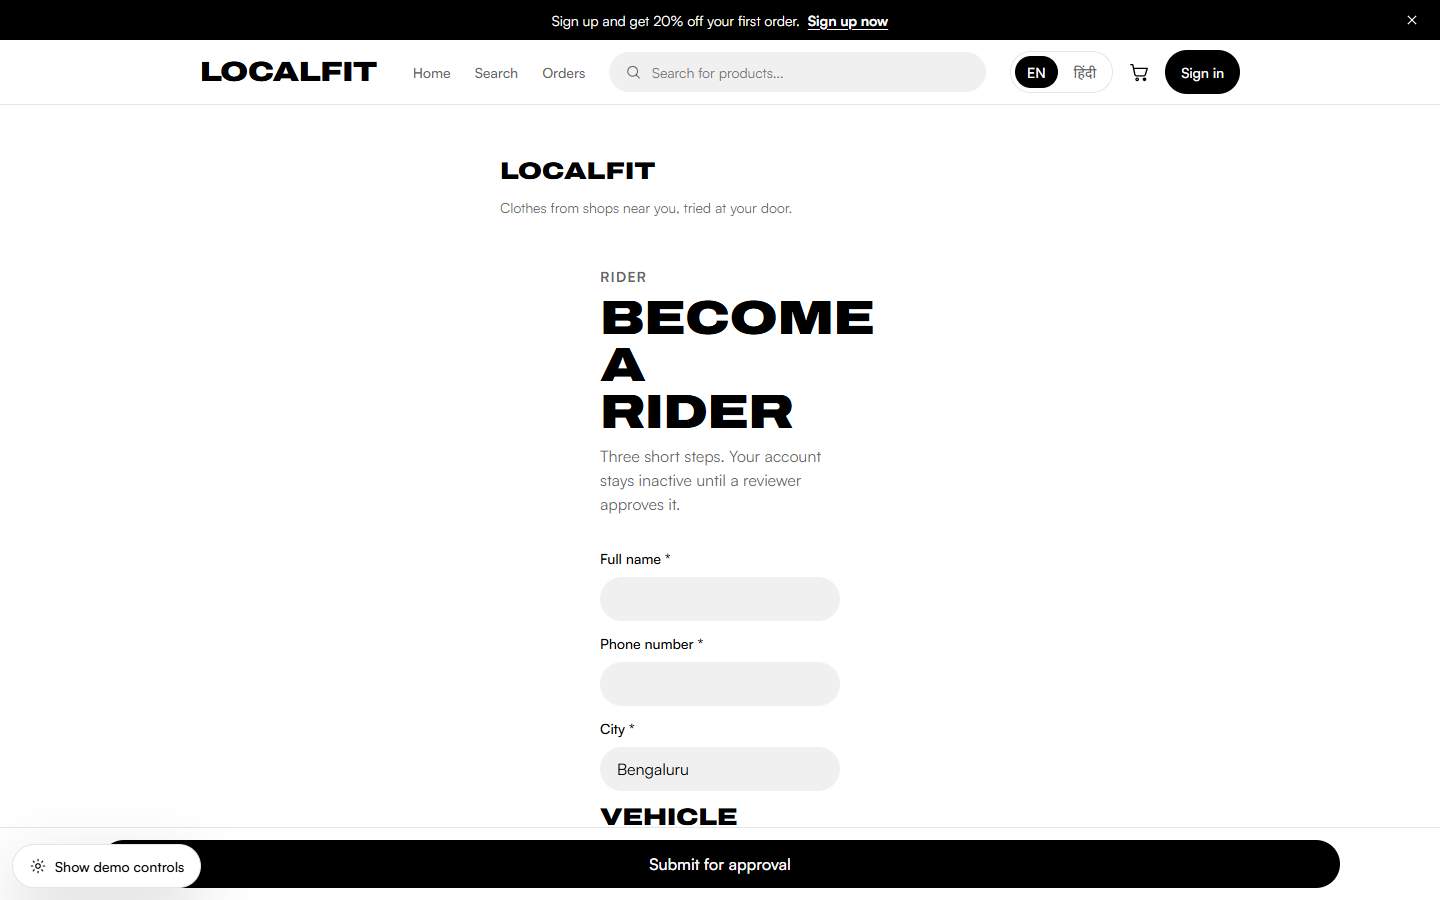 Sign up and get 20% off your first order. Sign up now
LOCALFIT
Home
Search
Orders
Search for products...
EN
हिंदी
Sign in
LOCALFIT
Clothes from shops near you, tried at your door.
RIDER
BECOME
A
RIDER
Three short steps. Your account
stays inactive until a reviewer
approves it.
Full name *
Phone number *
City *
Bengaluru
VEHICLE
Show demo controls
Submit for approval